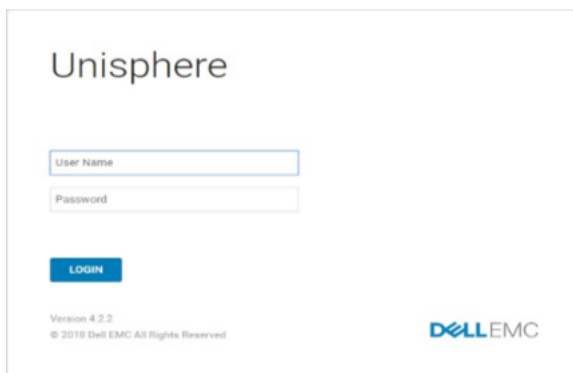 Unisphere
User Name
Password
LOGIN
Version 4.2.2
© 2018 Dell EMC All Rights Reserved
DELLEMC